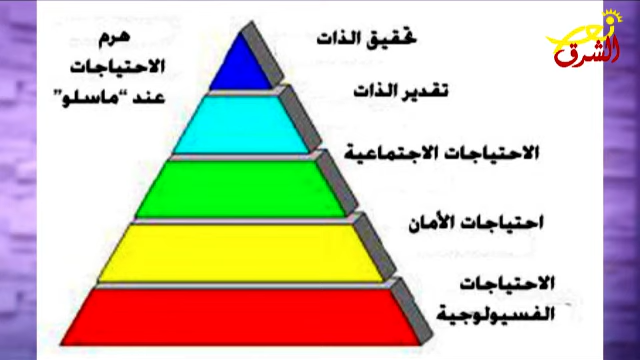 هرم
الاحتياجات
عند “ماسلو”
تحقيق الذات
تقدير الذات
الاحتياجات الاجتماعية
احتياجات الأمان
الاحتياجات
الفسيولوجية
الشرق